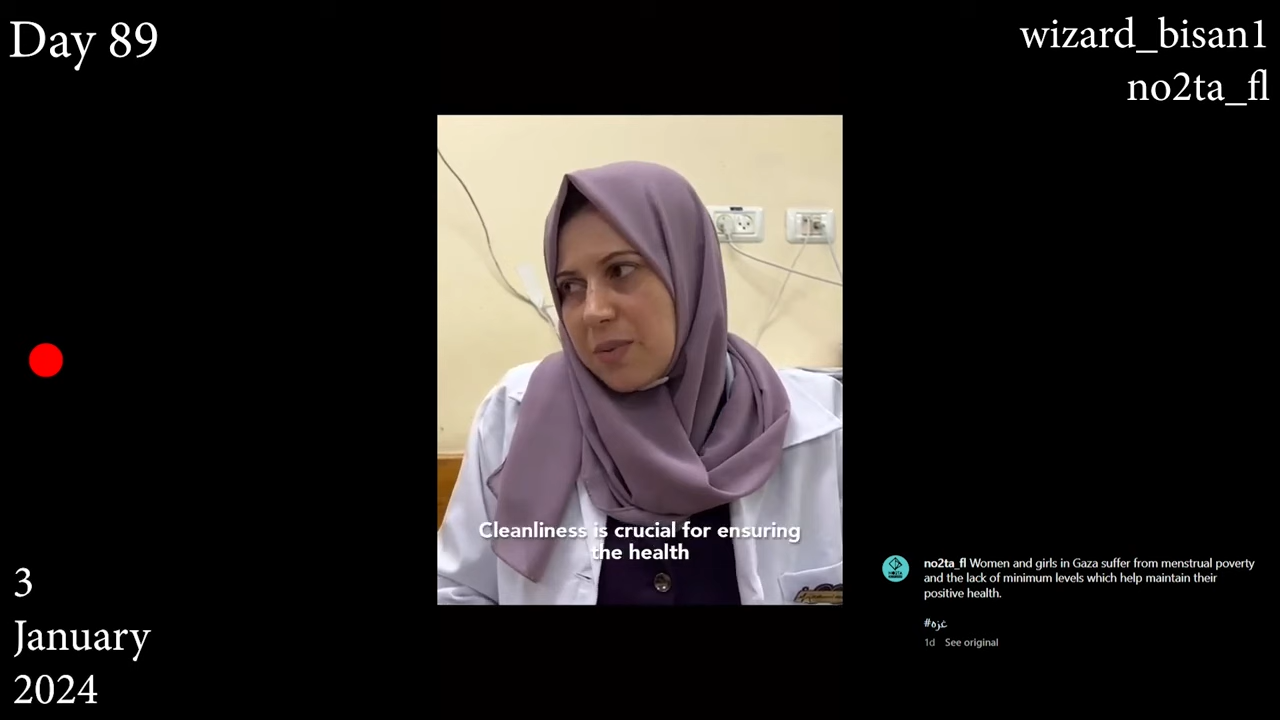 Day 89
wizard_bisan1
no2ta_fl
Cleanliness is crucial for ensuring
the health
no2ta_fl Women and girls in Gaza suffer from menstrual poverty
and the lack of minimum levels which help maintain their
positive health.
#غزه
1d See original
3
January
2024